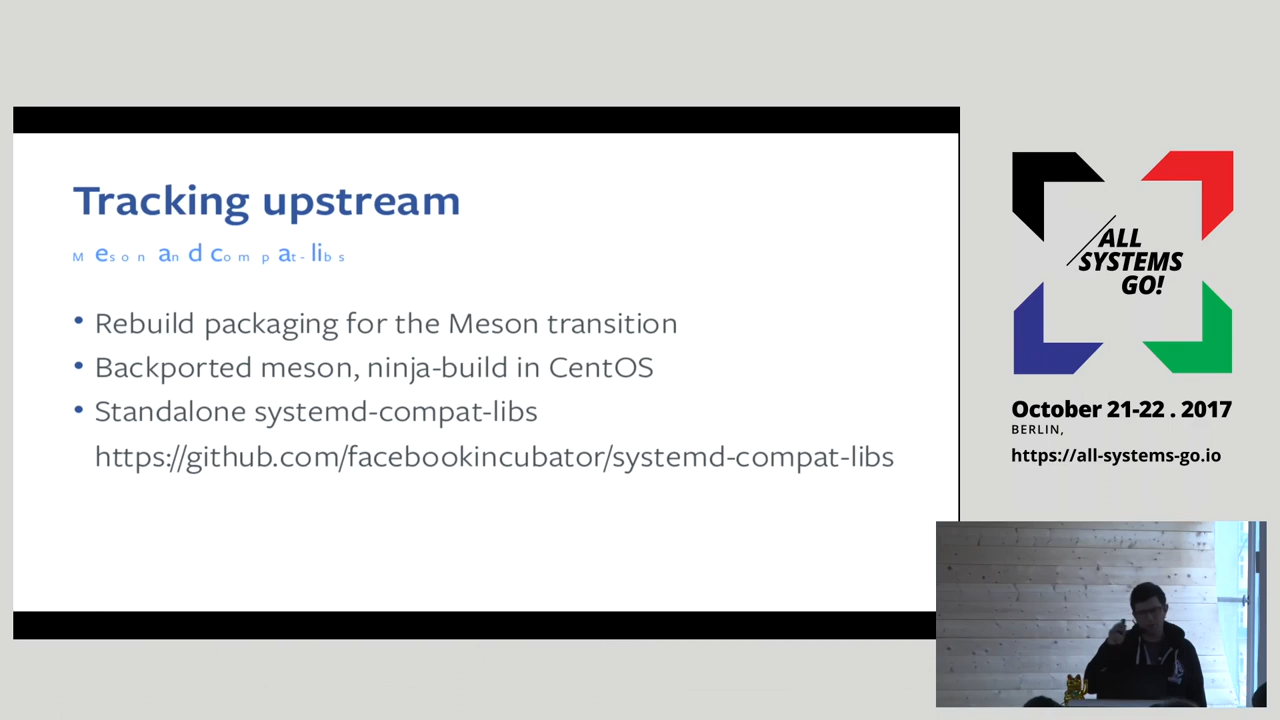 Tracking upstream
Meson and compat-libs
• Rebuild packaging for the Meson transition
• Backported meson, ninja-build in CentOS
• Standalone systemd-compat-libs
https://github.com/facebookincubator/systemd-compat-libs
ALL
SYSTEMS
GO!
October 21-22 . 2017
BERLIN,
https://all-systems-go.io